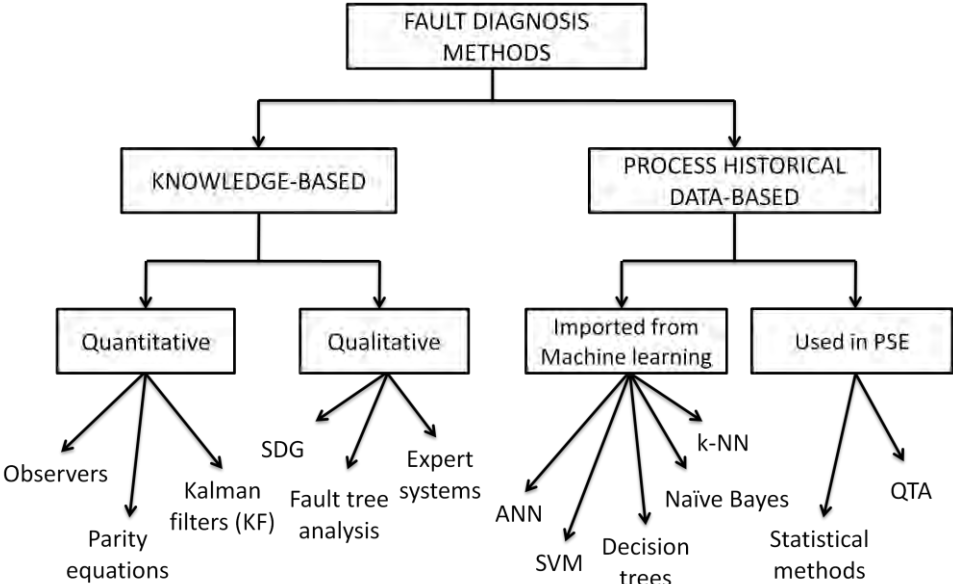 FAULT DIAGNOSIS
METHODS
KNOWLEDGE-BASED
PROCESS HISTORICAL
DATA-BASED
Quantitative
Qualitative
Imported from
Machine learning
Used in PSE
Observers
Parity
equations
Kalman
filters (KF)
SDG
Fault tree
analysis
Expert
systems
ANN
SVM
Decision
trees
Naïve Bayes
k-NN
Statistical
methods
QTA